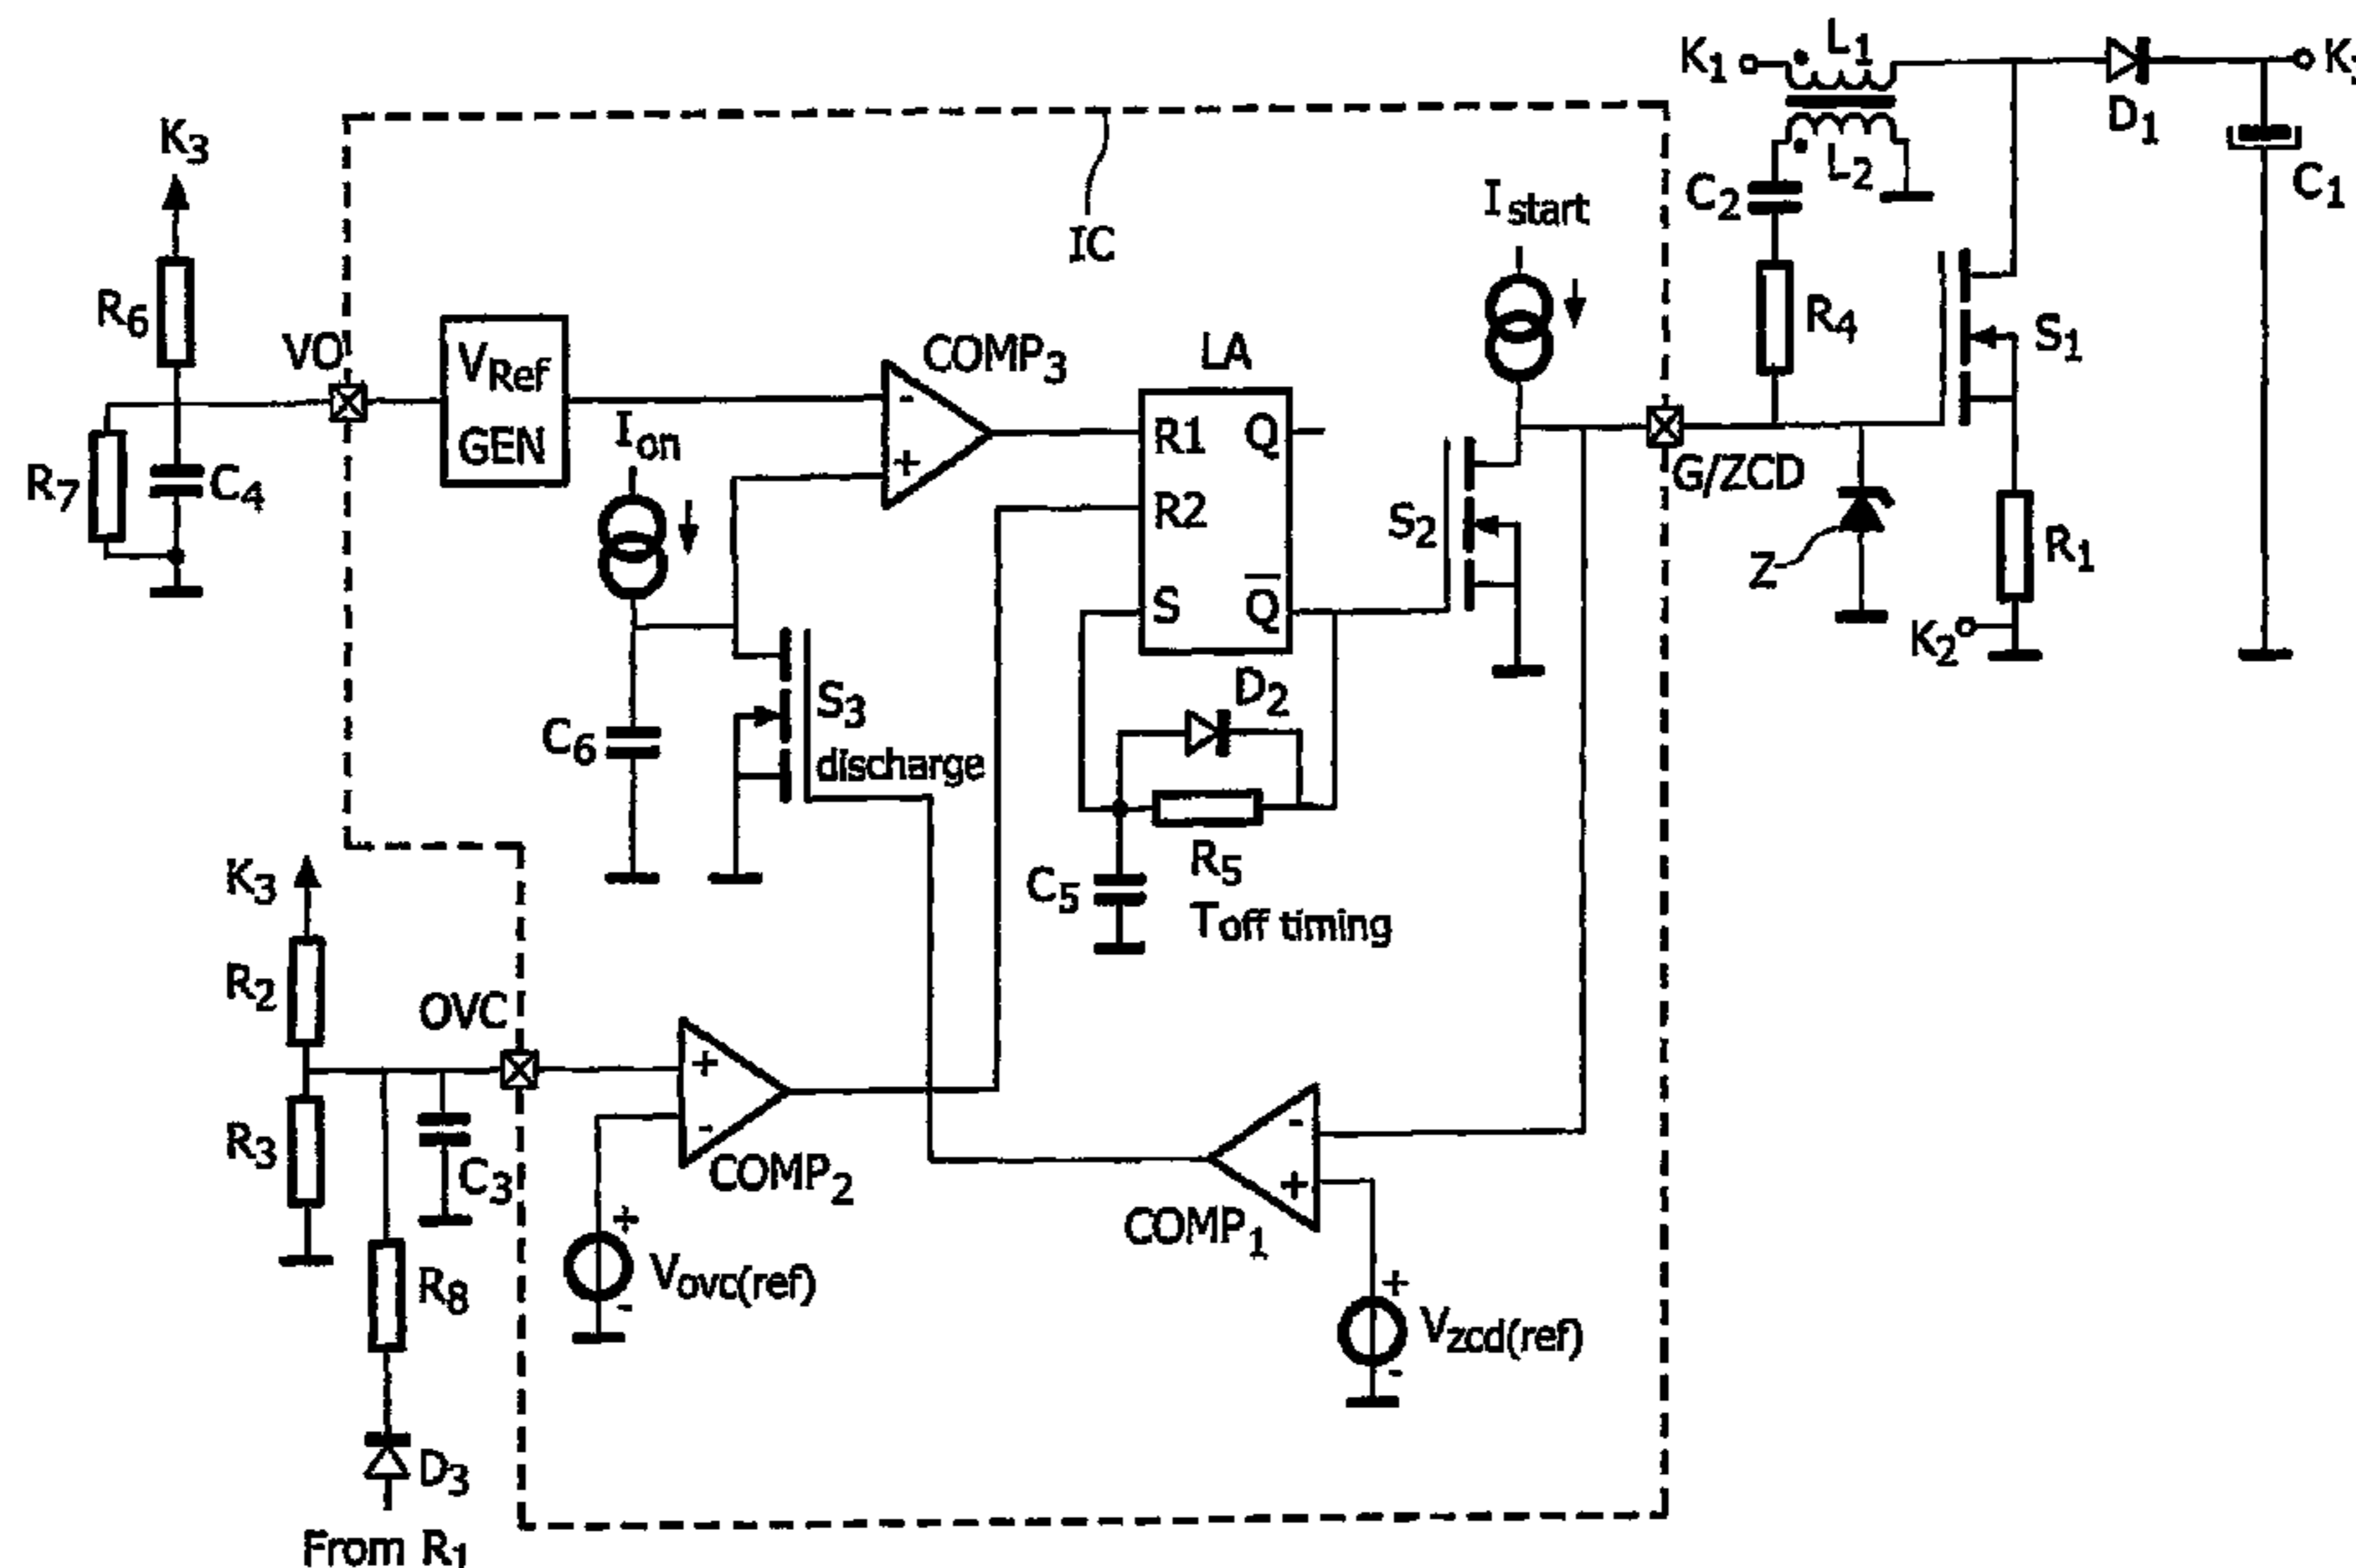 K1
L1
K
D1
C1
C2
L2
R4
S1
R1
K2
Z
G/ZCD
Istart
IC
K3
R6
VO
VRef
GEN
R7
C4
Ion
COMP3
-
+
LA
R1 Q
R2
S Q̅
S2
D2
R5
C5
Toff timing
S3
discharge
C6
K3
R2
OVC
R3
C3
R8
D3
From R1
+
-
COMP2
+
Vovc(ref)
-
-
+
COMP1
+
Vzcd(ref)
-